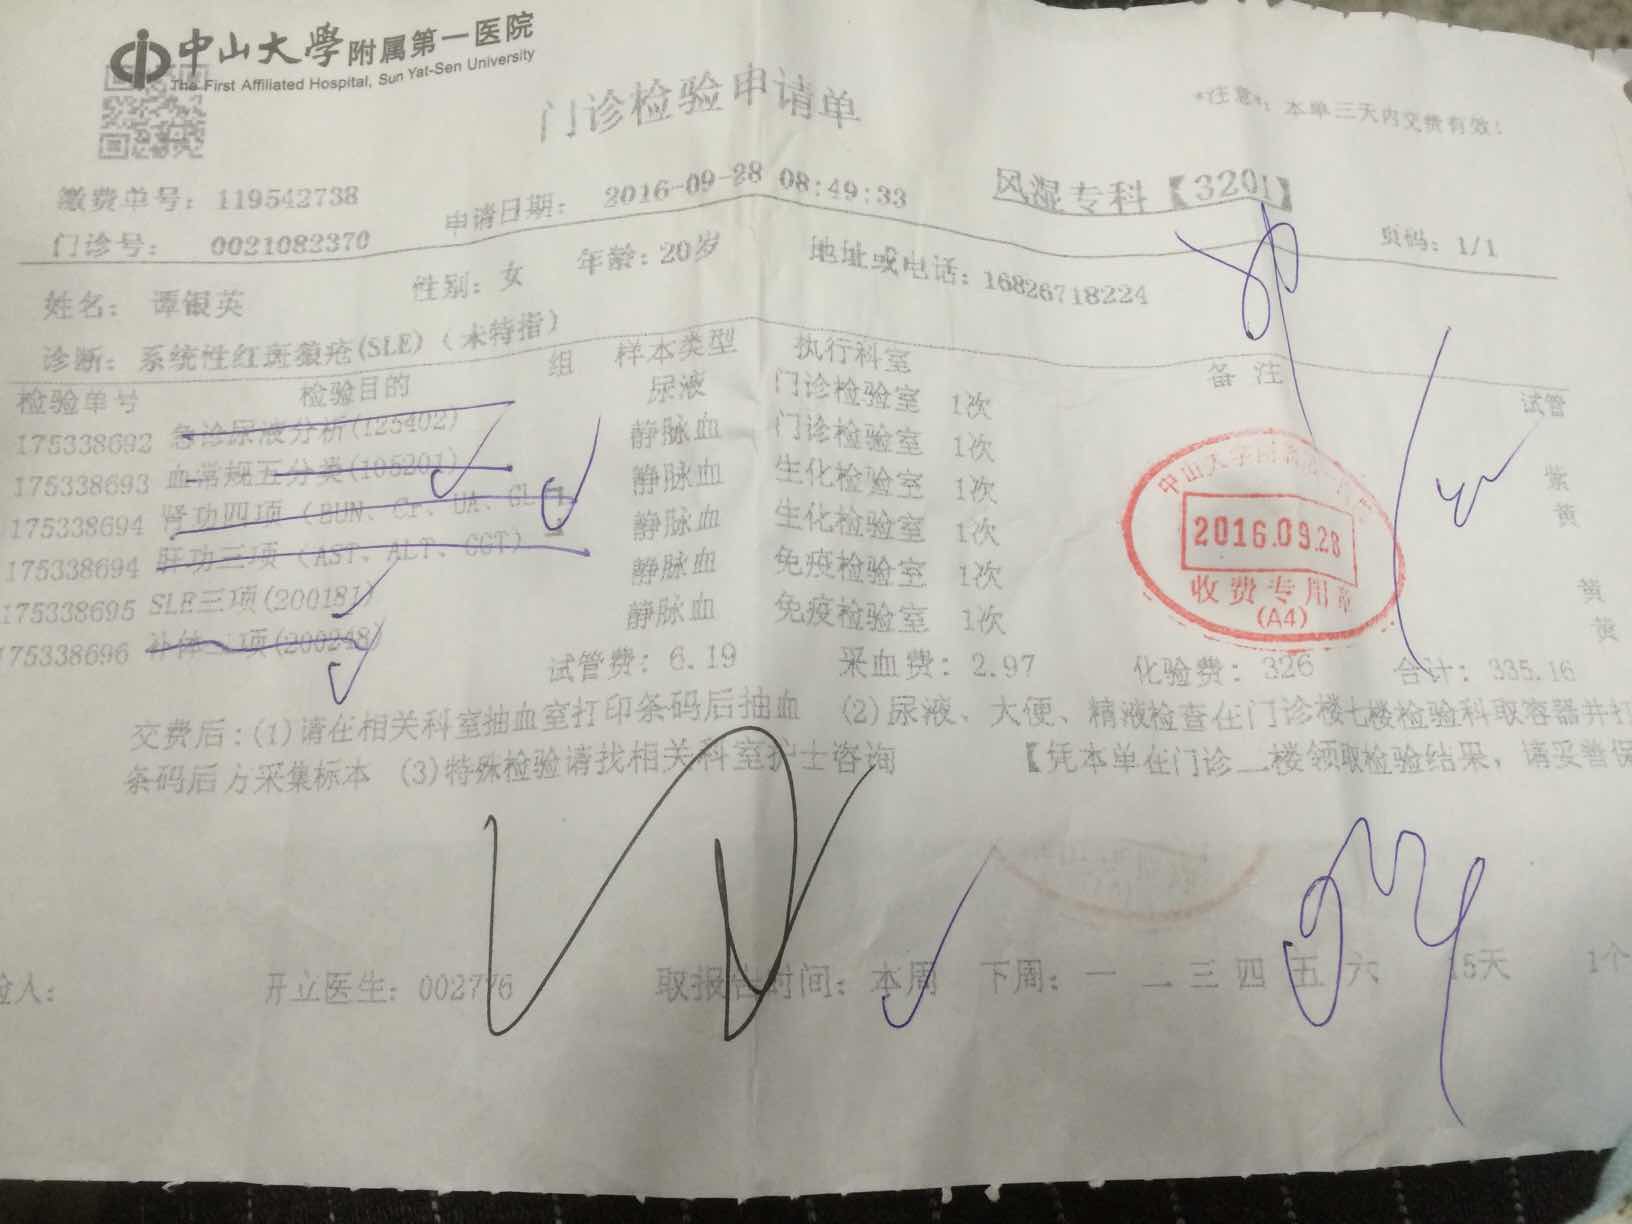 中山大學附属第一医院
The First Affiliated Hospital, Sun Yat-Sen University
门诊检验申请单
*注意*: 本单三天内交费有效!
缴费单号: 119542738 申请日期: 2016-09-28 08:49:33 风湿专科【3201】
门诊号: 0021082370 页码: 1/1
姓名: 谭银英 性别: 女 年龄: 20岁 地址或电话: 16826718224
诊断: 系统性红斑狼疮(SLE)(未特指)
检验单号 检验目的 组 样本类型 执行科室 备注 试管
175338692 急诊尿液分析(125402) 尿液 门诊检验室 1次
175338693 血常规五分类(105201) 静脉血 门诊检验室 1次 紫
175338694 肾功四项(BUN、Cr、UA、GL 静脉血 生化检验室 1次 黄
175338694 肝功三项(AST、ALT、GGT) 静脉血 生化检验室 1次
175338695 SLE三项(200181) 静脉血 免疫检验室 1次 黄
175338696 补体二项(200248) 静脉血 免疫检验室 1次 黄
试管费: 6.19 采血费: 2.97 化验费: 326 合计: 335.16
交费后:(1)请在相关科室抽血室打印条码后抽血 (2)尿液、大便、精液检查在门诊楼七楼检验科取容器并打
条码后方采集标本 (3)特殊检验请找相关科室护士咨询 【凭本单在门诊二楼领取检验结果, 请妥善保
2016.09.28
收费专用章
(A4)
检人: 开立医生: 002776 取报告时间: 本周 下周: 一 二 三 四 五 六 15天 1个